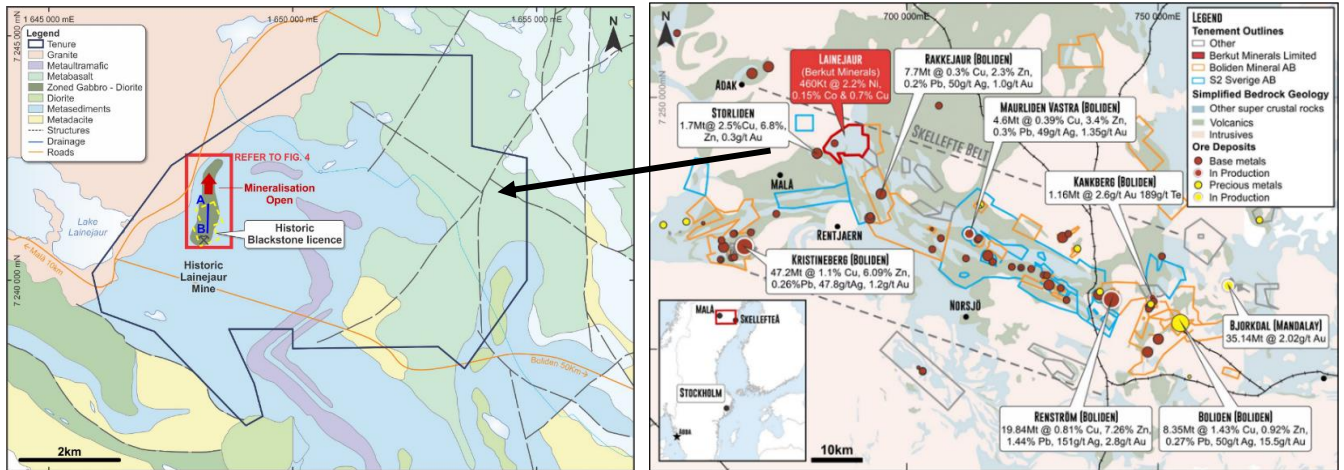 1 645 000 mE
1 650 000 mE
1 655 000 mE
7 245 000 mN
7 240 000 mN
Legend
Tenure
Granite
Metaultramafic
Metabasalt
Zoned Gabbro - Diorite
Diorite
Metasediments
Metadacite
Structures
Drainage
Roads
N
REFER TO FIG. 4
Mineralisation
Open
A
B
Historic
Blackstone licence
Lake
Lainejaur
Historic
Lainejaur
Mine
<Malå 10km
Boliden 50Km>
2km
700 000 mE
750 000 mE
7 250 000 mN
N
LEGEND
Tenement Outlines
Other
Berkut Minerals Limited
Boliden Mineral AB
S2 Sverige AB
Simplified Bedrock Geology
Other super crustal rocks
Volcanics
Intrusives
Ore Deposits
Base metals
In Production
Precious metals
In Production
LAINEJAUR
(Berkut Minerals)
460Kt @ 2.2% Ni,
0.15% Co & 0.7% Cu
RAKKEJAUR (BOLIDEN)
7.7Mt @ 0.3% Cu, 2.3% Zn,
0.2% Pb, 50g/t Ag, 1.0g/t Au
MAURLIDEN VASTRA (BOLIDEN)
4.6Mt @ 0.39% Cu, 3.4% Zn,
0.3% Pb, 49g/t Ag, 1.35g/t Au
ADAK
STORLIDEN
1.7Mt@ 2.5%Cu, 6.8%,
Zn, 0.3g/t Au
SKELLEFTE BELT
KANKBERG (BOLIDEN)
1.16Mt @ 2.6g/t Au 189g/t Te
MALÅ
RENTJAERN
KRISTINEBERG (BOLIDEN)
47.2Mt @ 1.1% Cu, 6.09% Zn,
0.26%Pb, 47.8g/tAg, 1.2g/t Au
NORSJÖ
BJORKDAL (MANDALAY)
35.14Mt @ 2.02g/t Au
MALÅ
SKELLEFTEÅ
STOCKHOLM
RENSTRÖM (BOLIDEN)
19.84Mt @ 0.81% Cu, 7.26% Zn,
1.44% Pb, 151g/t Ag, 2.8g/t Au
BOLIDEN (BOLIDEN)
8.35Mt @ 1.43% Cu, 0.92% Zn,
0.27% Pb, 50g/t Ag, 15.5g/t Au
10km